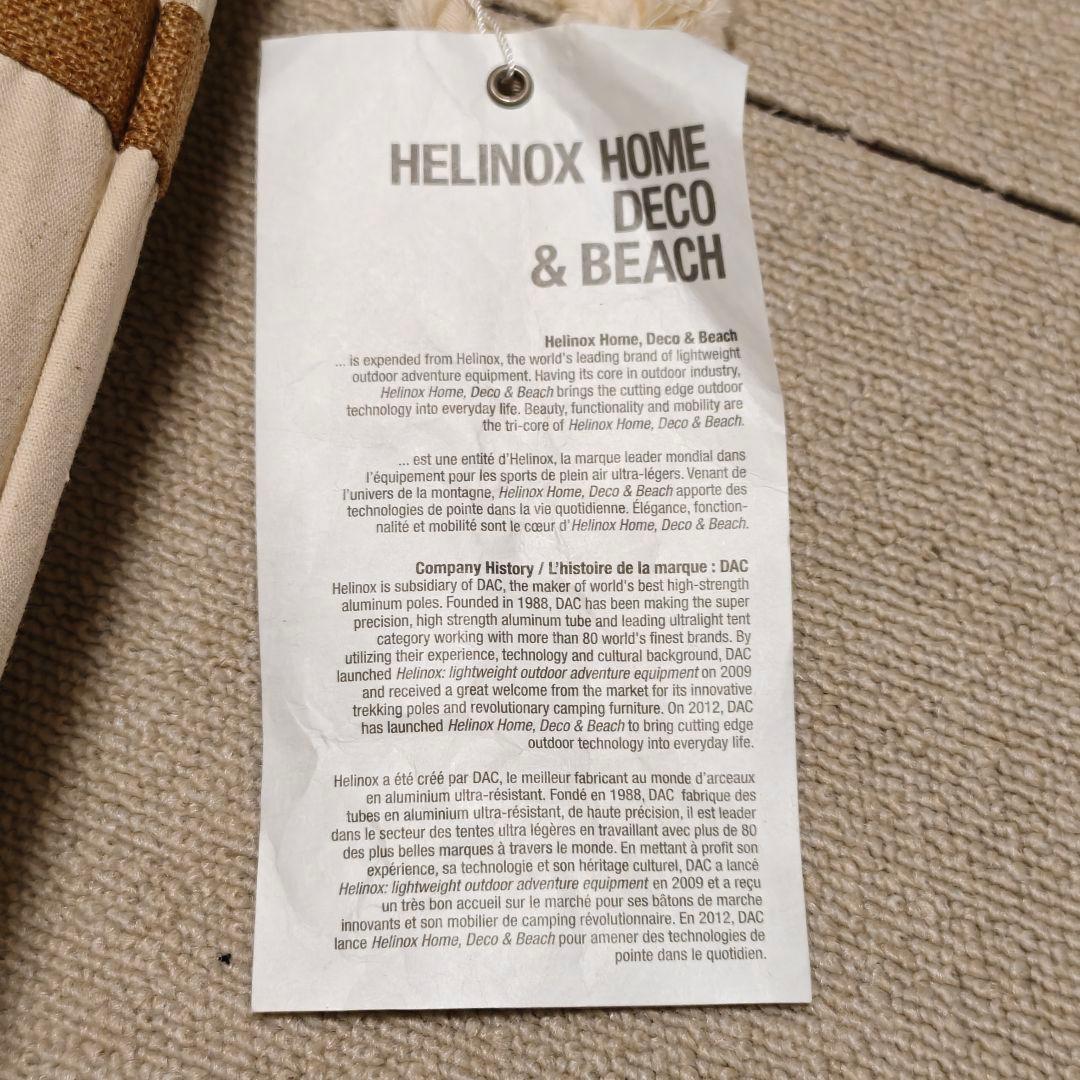 HELINOX HOME
DECO
& BEACH
Helinox Home, Deco & Beach
... is expended from Helinox, the world's leading brand of lightweight
outdoor adventure equipment. Having its core in outdoor industry,
Helinox Home, Deco & Beach brings the cutting edge outdoor
technology into everyday life. Beauty, functionality and mobility are
the tri-core of Helinox Home, Deco & Beach.
... est une entité d'Helinox, la marque leader mondial dans
l'équipement pour les sports de plein air ultra-légers. Venant de
l'univers de la montagne, Helinox Home, Deco & Beach apporte des
technologies de pointe dans la vie quotidienne. Élégance, fonction-
nalité et mobilité sont le cœur d'Helinox Home, Deco & Beach.
Company History / L'histoire de la marque : DAC
Helinox is subsidiary of DAC, the maker of world's best high-strength
aluminum poles. Founded in 1988, DAC has been making the super
precision, high strength aluminum tube and leading ultralight tent
category working with more than 80 world's finest brands. By
utilizing their experience, technology and cultural background, DAC
launched Helinox: lightweight outdoor adventure equipment on 2009
and received a great welcome from the market for its innovative
trekking poles and revolutionary camping furniture. On 2012, DAC
has launched Helinox Home, Deco & Beach to bring cutting edge
outdoor technology into everyday life.
Helinox a été créé par DAC, le meilleur fabricant au monde d'arceaux
en aluminium ultra-résistant. Fondé en 1988, DAC fabrique des
tubes en aluminium ultra-résistant, de haute précision, il est leader
dans le secteur des tentes ultra légères en travaillant avec plus de 80
des plus belles marques à travers le monde. En mettant à profit son
expérience, sa technologie et son héritage culturel, DAC a lancé
Helinox: lightweight outdoor adventure equipment en 2009 et a reçu
un très bon accueil sur le marché pour ses bâtons de marche
innovants et son mobilier de camping révolutionnaire. En 2012, DAC
lance Helinox Home, Deco & Beach pour amener des technologies de
pointe dans le quotidien.